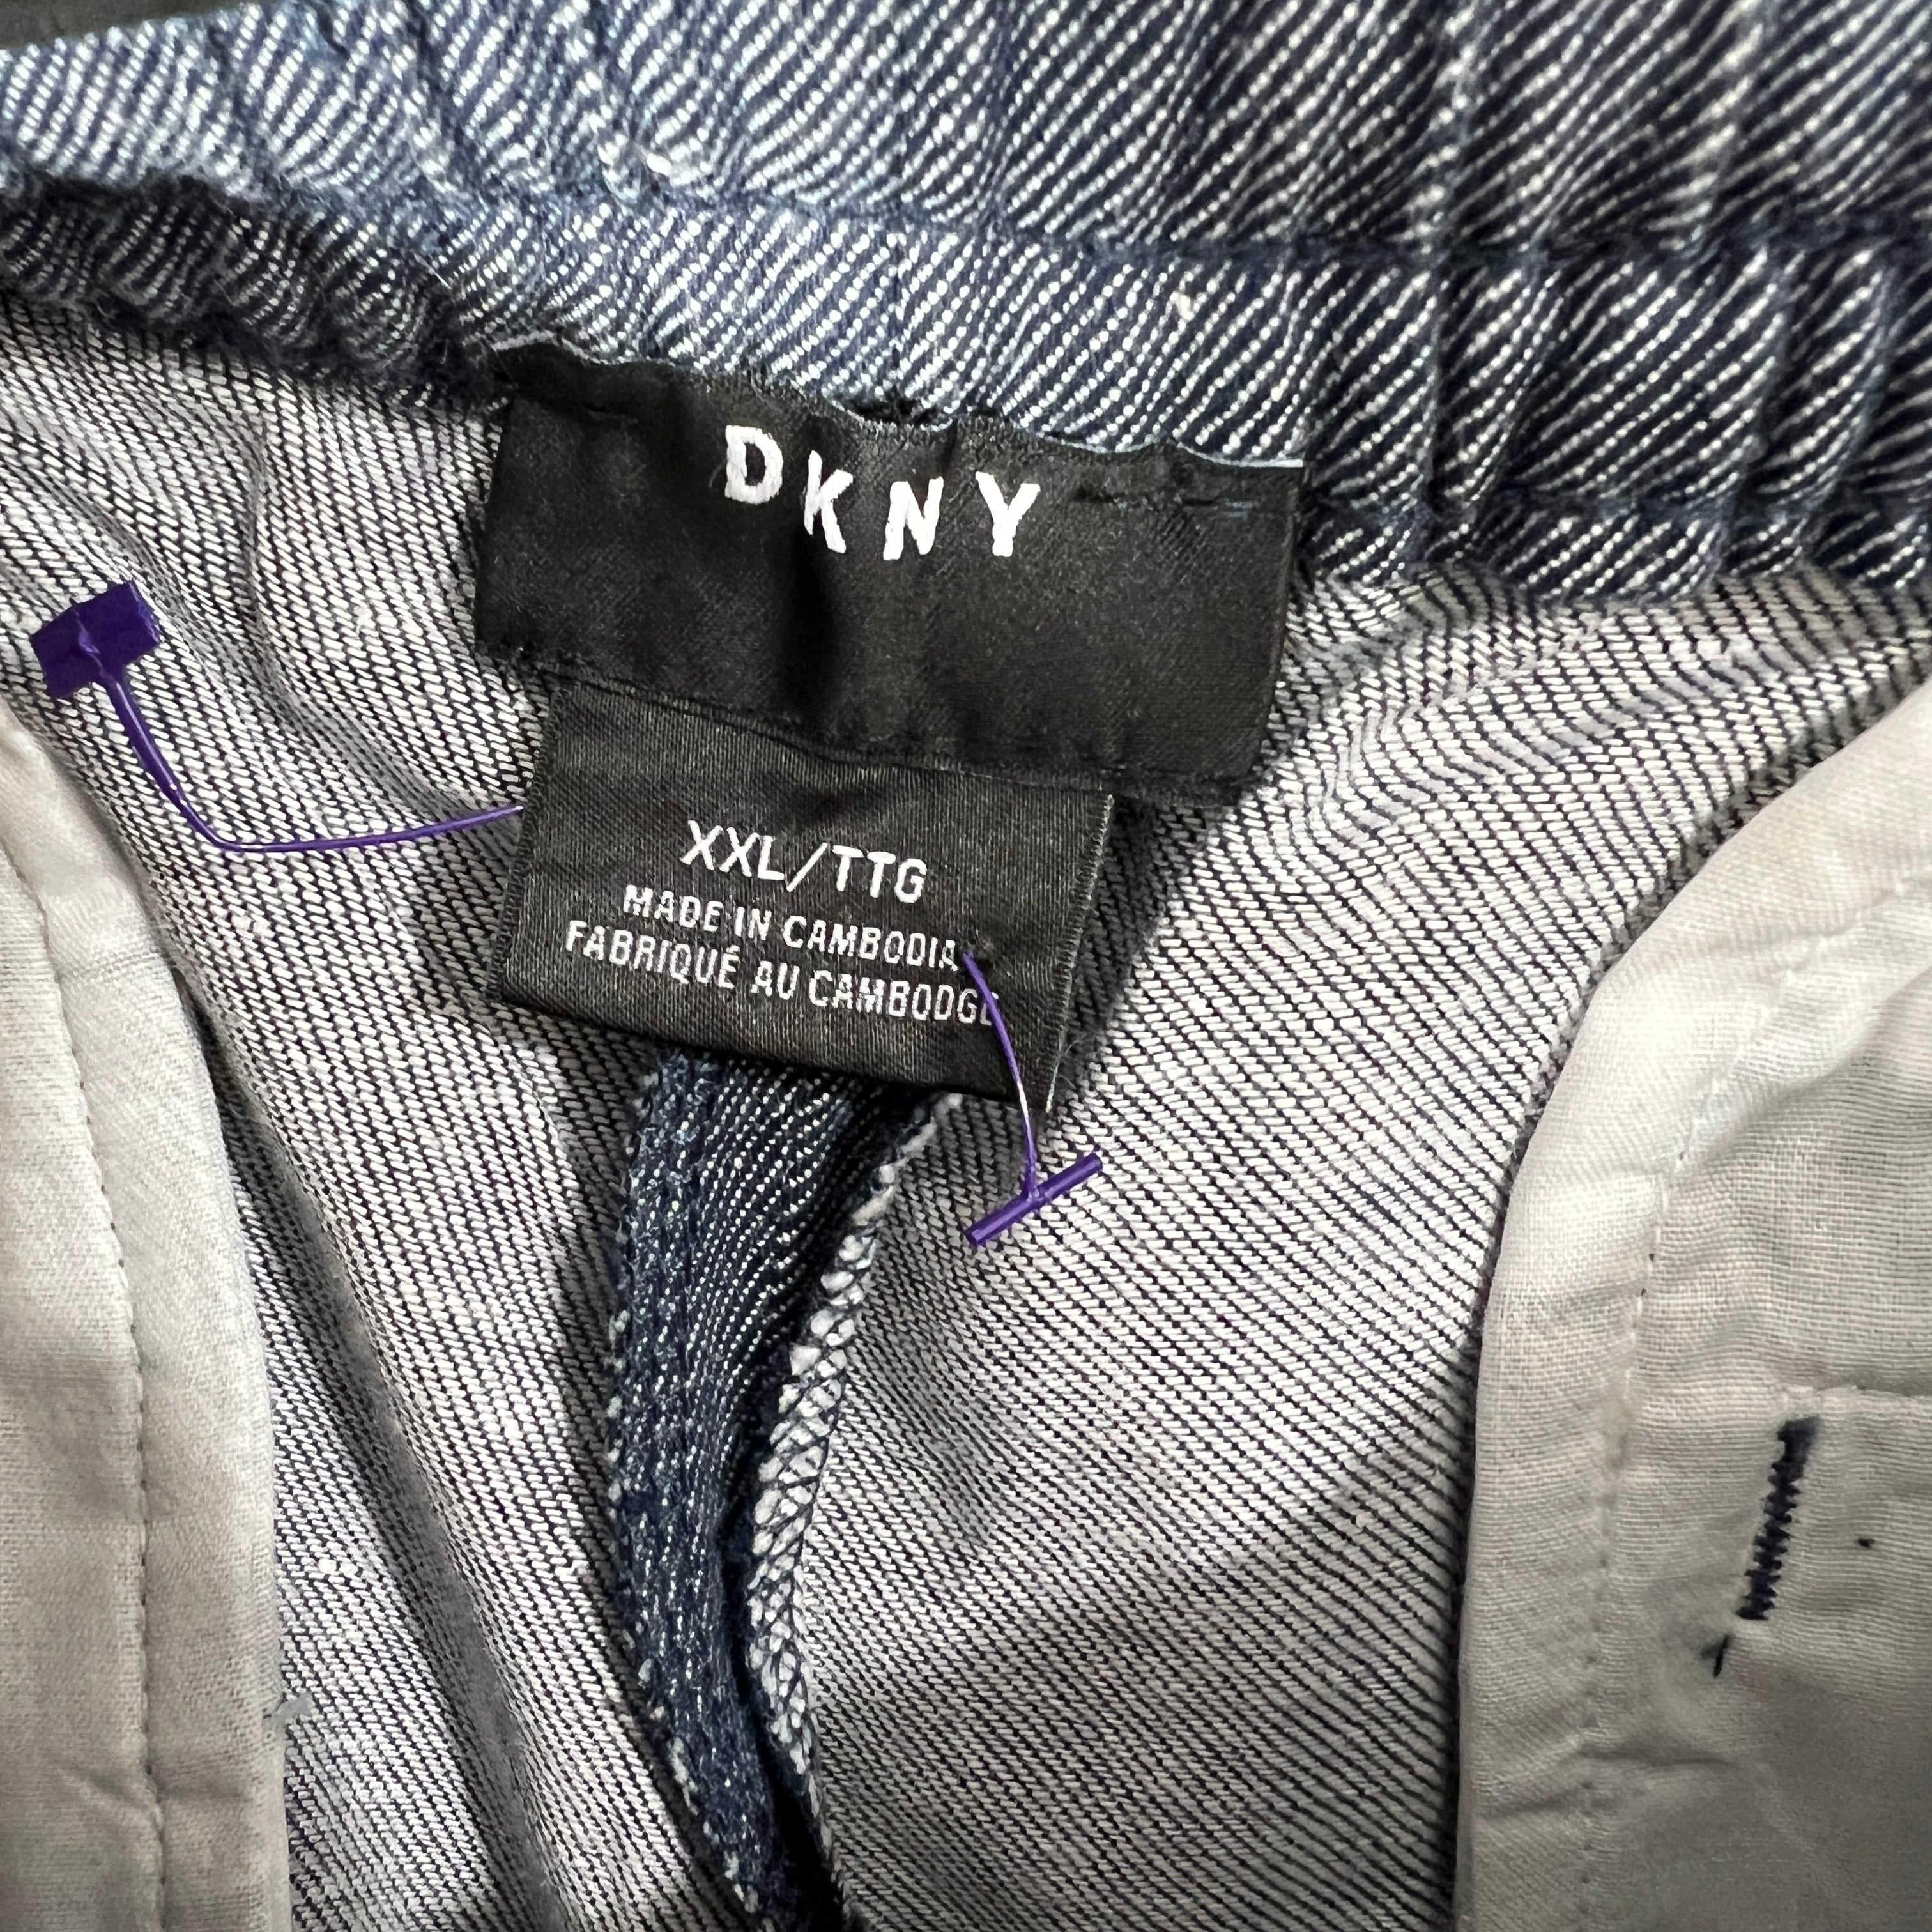 DKNY
XXL/TTG
MADE IN CAMBODIA
FABRIQUÉ AU CAMBODGE